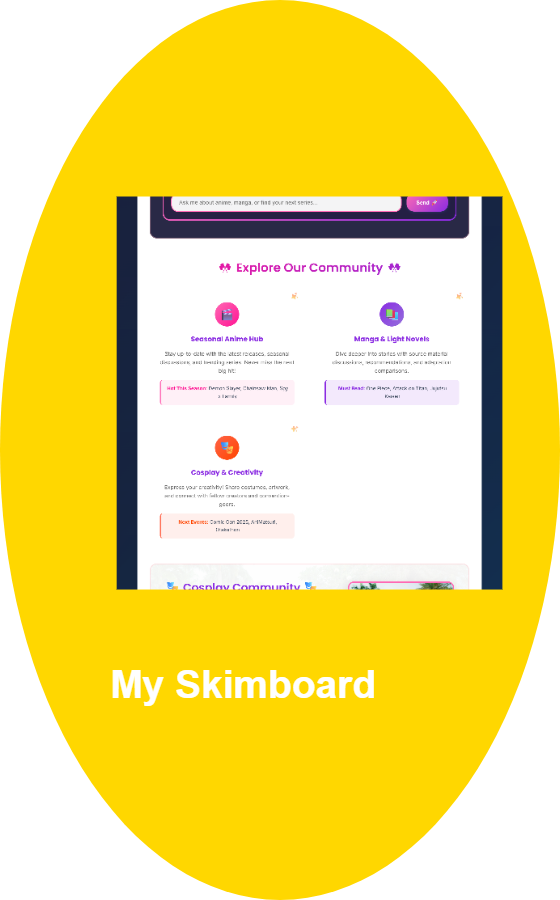 Ask me about anime, manga, or find your next series...
Send
Explore Our Community
Seasonal Anime Hub
Manga & Light Novels
Stay up to date with the latest releases, seasonal
discussions, and trending series. Never miss the next
big hit!
Dive deeper into stories with source material
discussions, recommendations, and adaptation
comparisons.
Hot This Season: Demon Slayer, Chainsaw Man, Spy
x Family
Must Read: One Piece, Attack on Titan, Jujutsu
Kaisen
Cosplay & Creativity
Express your creativity! Share costumes, artwork,
and connect with fellow creators and convention-
goers.
Next Events: Comic Con 2025, AniMatsuri,
Cosplay Community
My Skimboard